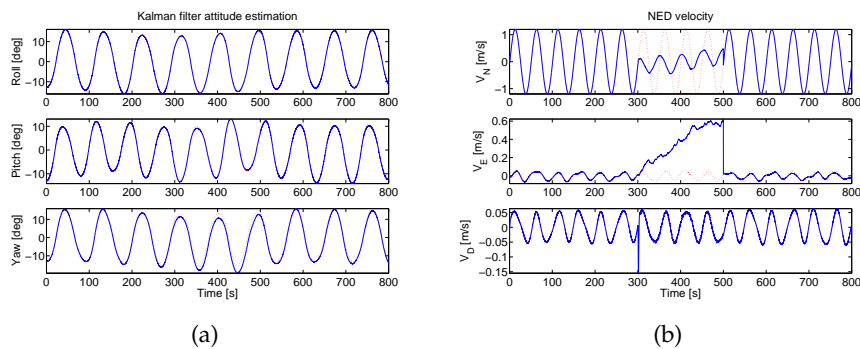 Kalman filter attitude estimation
Roll [deg]
10
0
−10
0 100 200 300 400 500 600 700 800
Pitch [deg]
10
0
−10
0 100 200 300 400 500 600 700 800
Yaw [deg]
10
0
−10
0 100 200 300 400 500 600 700 800
Time [s]
(a)
NED velocity
V_N [m/s]
1
0
−1
0 100 200 300 400 500 600 700 800
V_E [m/s]
0.6
0.4
0.2
0
0 100 200 300 400 500 600 700 800
V_D [m/s]
0.05
0
−0.05
−0.1
−0.15
0 100 200 300 400 500 600 700 800
Time [s]
(b)